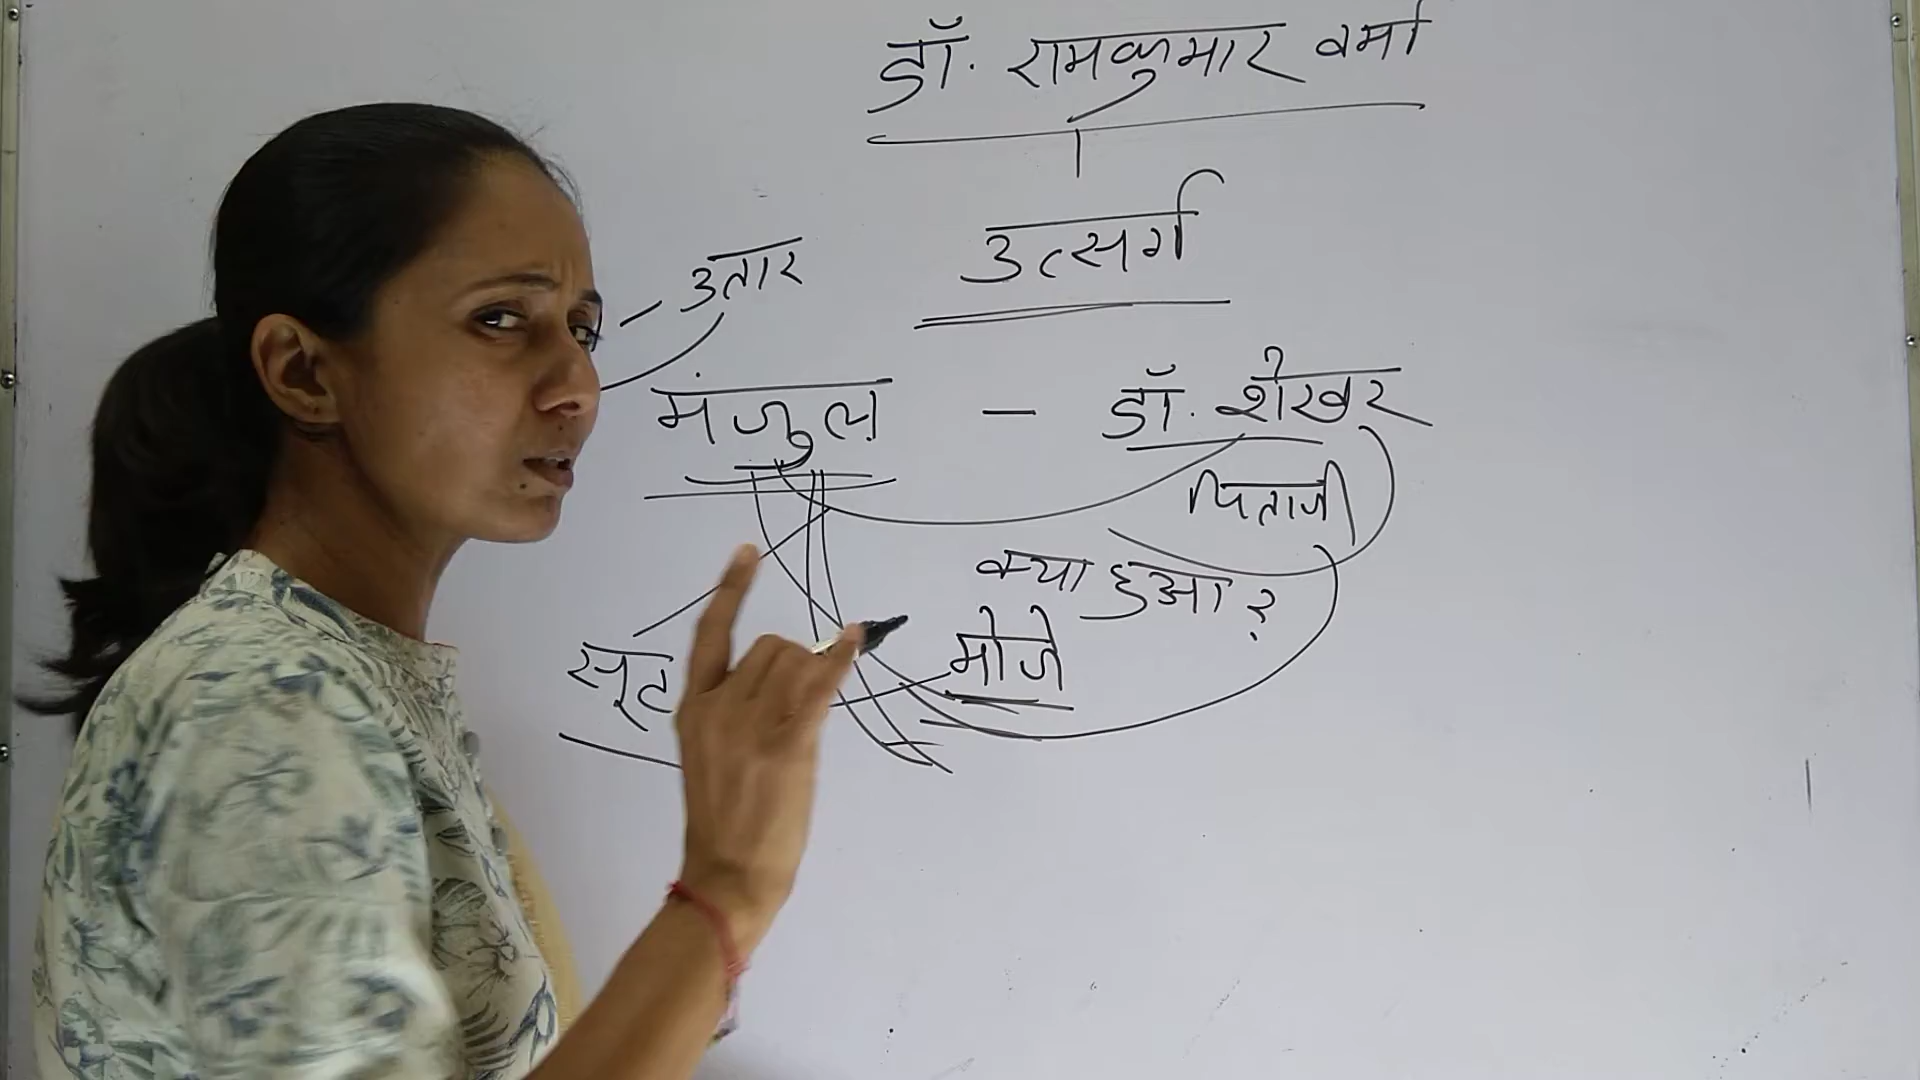 डॉ. रामकुमार वर्मा
उत्सर्ग
उतार
मंजुल - डॉ. शेखर
पिताजी
क्या हुआ ?
सूट मोजे